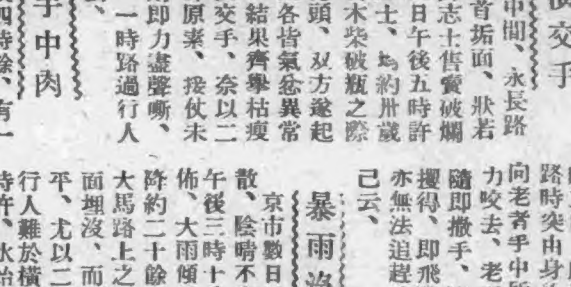 交手
中間、永長路
首垢面、狀若
志士售賣破爛
日午後五時許
士、均約卅歲
木柴破瓶之際
頭、双方遂起
各皆氣忿異常
結果齊舉枯瘦
交手、奈以二
原素、接仗未
即力盡聲嘶、
一時路過行人
、
手中肉
四時餘、有一
路時突由身
向老者手中
力咬去、老
隨即撒手、
攫得、即飛
亦無法追趕
己云、
暴雨
京市數日
散、陰晴不
午後三時十
佈、大雨傾
降約二十餘
大馬路上之
面埋沒、而
平、尤以二
行人難於橫
時許、水始